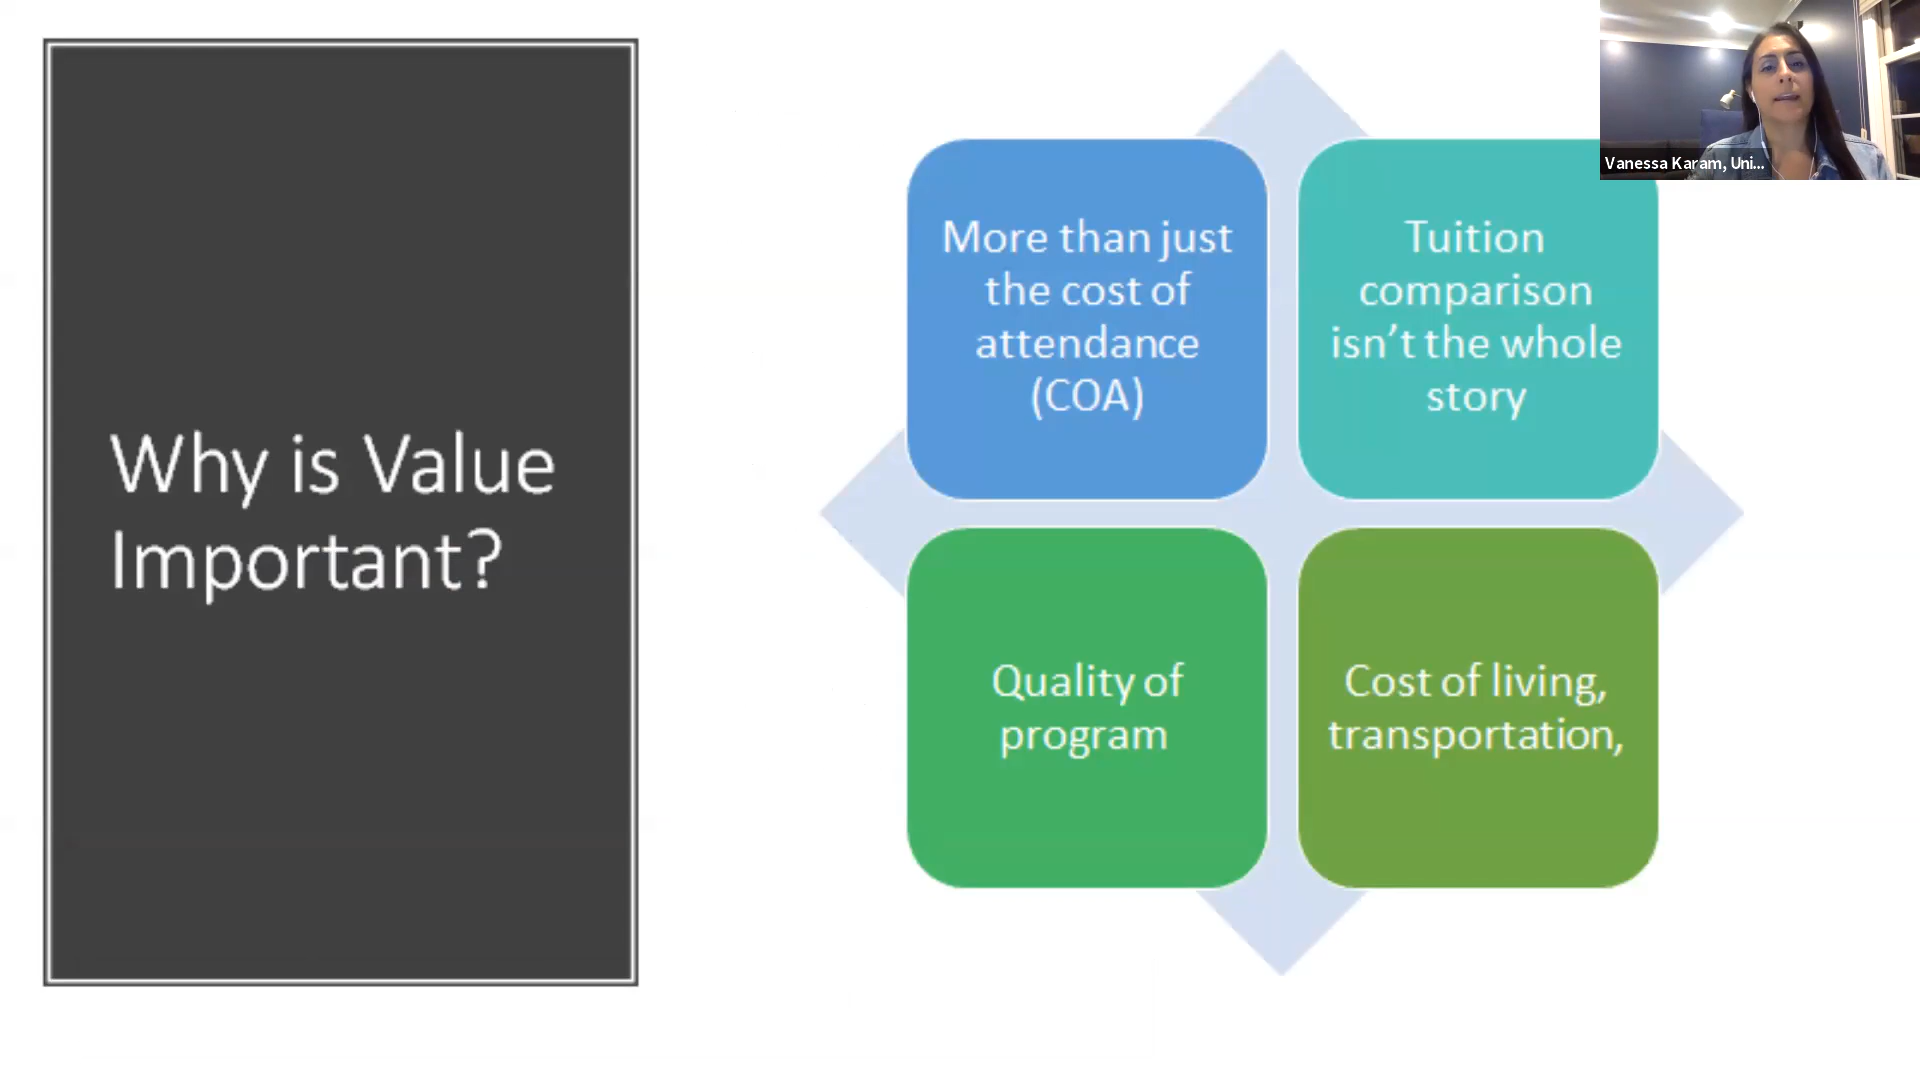 Why is Value
Important?
More than just
the cost of
attendance
(COA)
Tuition
comparison
isn't the whole
story
Quality of
program
Cost of living,
transportation,
Vanessa Karam, Uni...